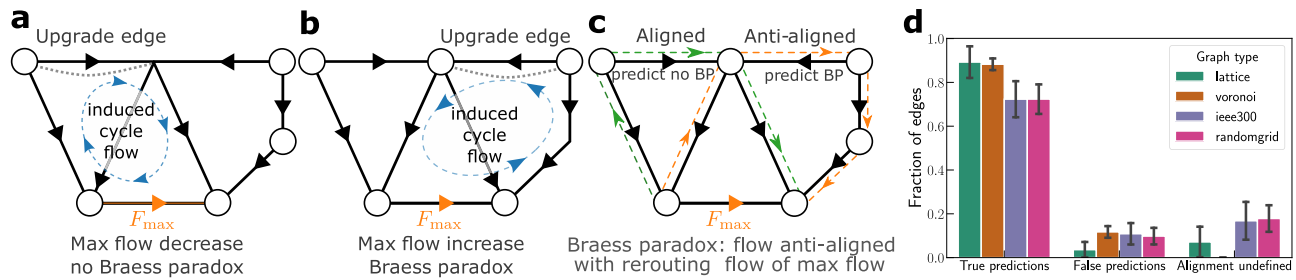 a
Upgrade edge
induced
cycle
flow
F_max
Max flow decrease
no Braess paradox
b
Upgrade edge
induced
cycle
flow
F_max
Max flow increase
Braess paradox
c
Aligned
Anti-aligned
predict no BP
predict BP
F_max
Braess paradox: flow anti-aligned
with rerouting flow of max flow
d
Fraction of edges
1.0
0.8
0.6
0.4
0.2
0.0
Graph type
lattice
voronoi
ieee300
randomgrid
True predictions
False predictions
Alignment undefined